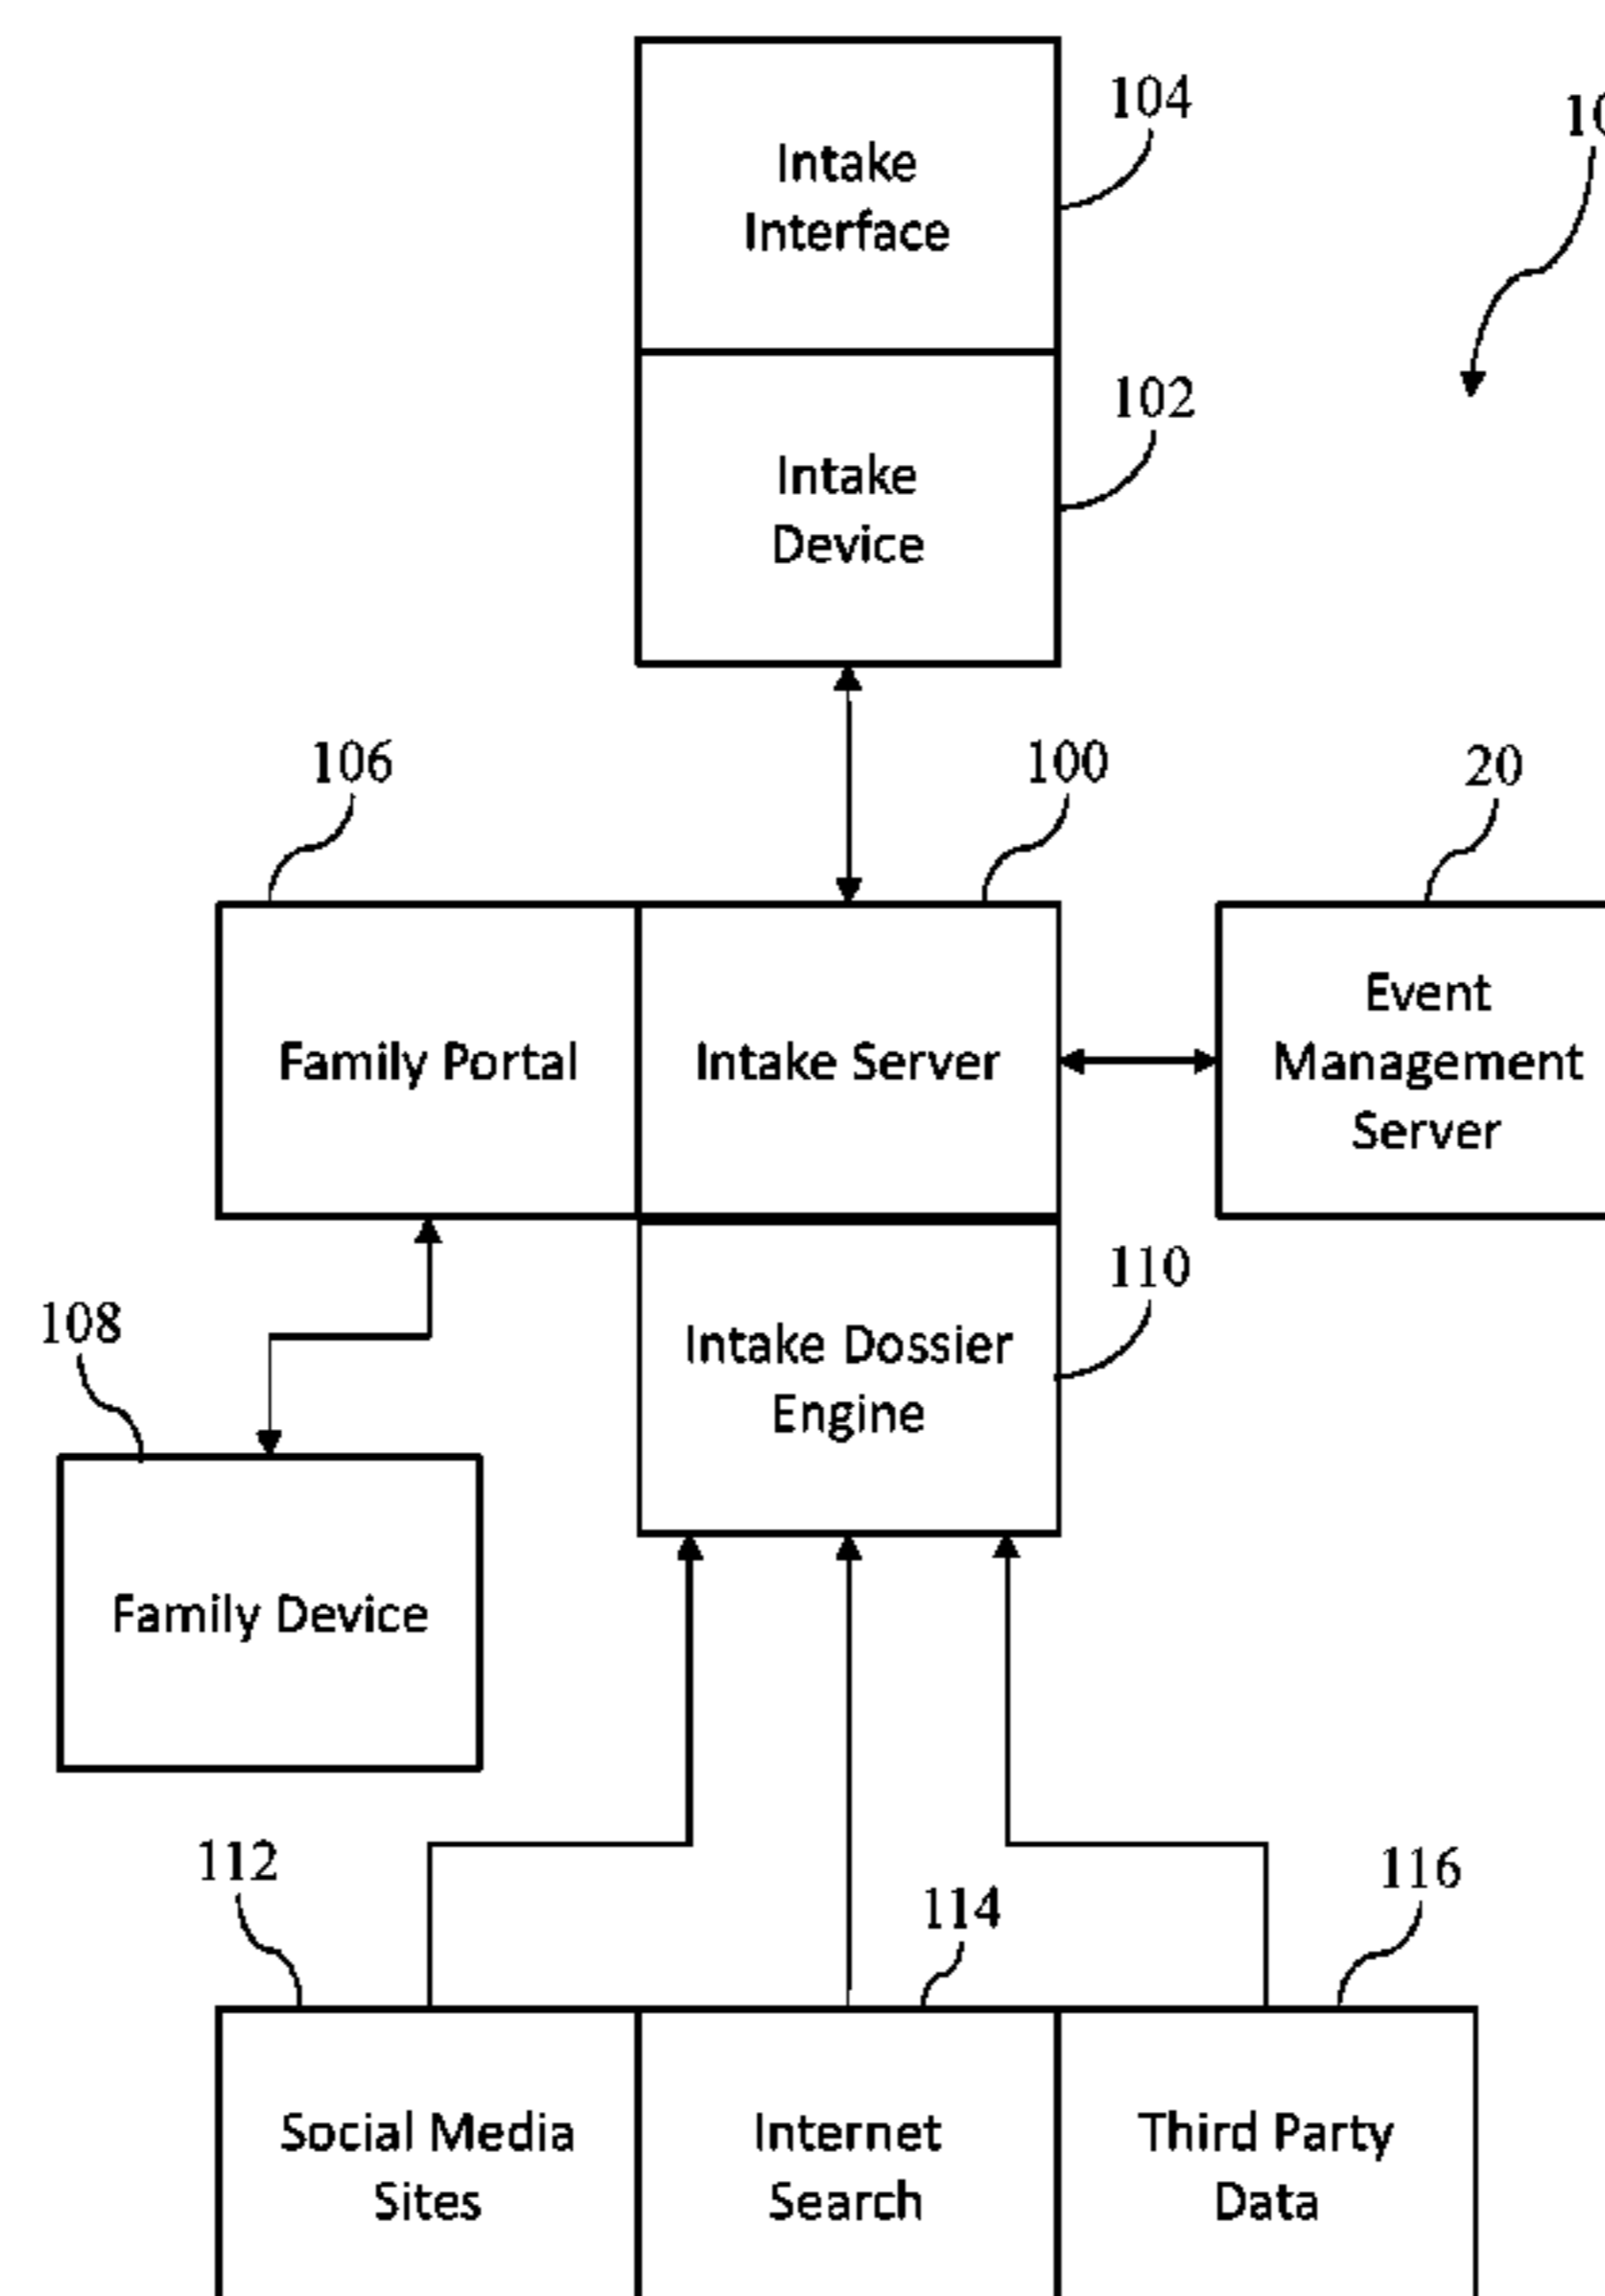 104
10
Intake
Interface
102
Intake
Device
106
100
20
Family Portal
Intake Server
Event
Management
Server
110
108
Intake Dossier
Engine
Family Device
112
114
116
Social Media
Sites
Internet
Search
Third Party
Data